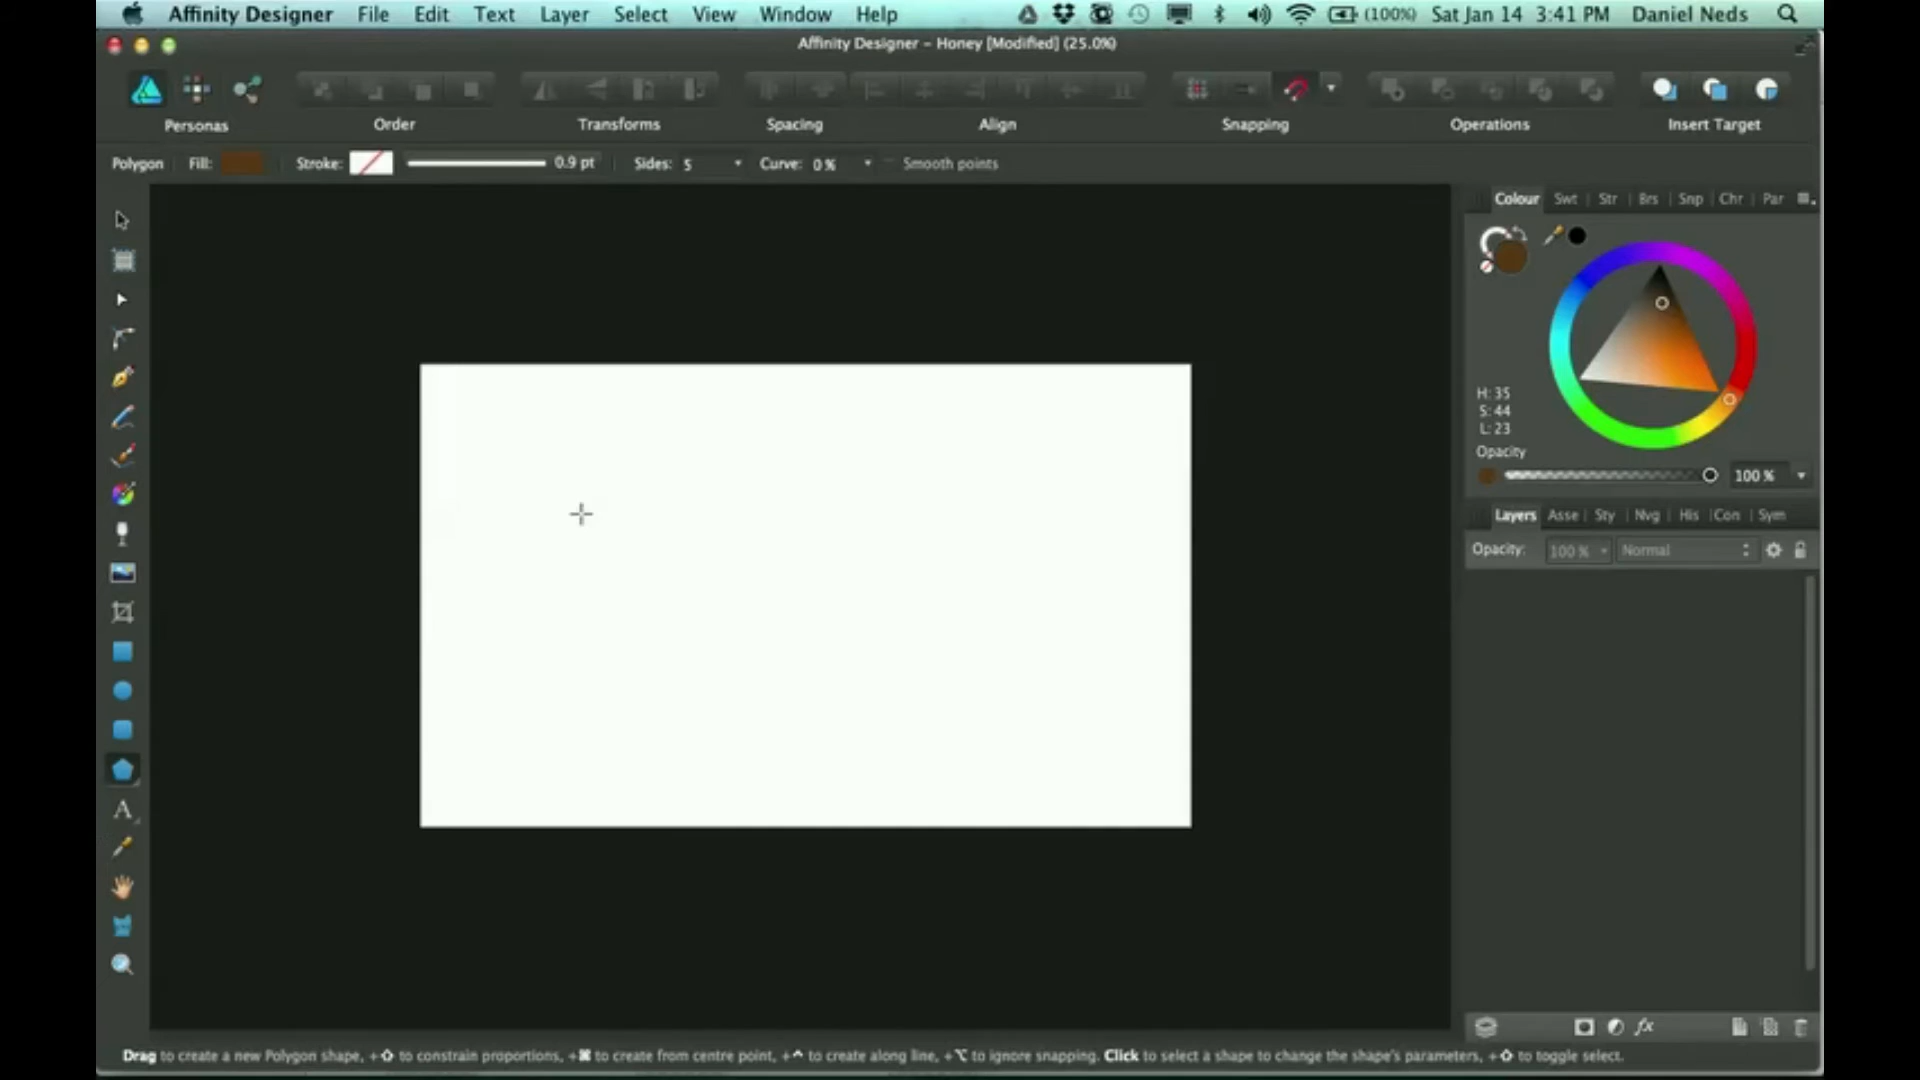 Affinity Designer File Edit Text Layer Select View Window Help (100%) Sat Jan 14 3:41 PM Daniel Neds
Affinity Designer – Honey [Modified] (25.0%)
Personas Order Transforms Spacing Align Snapping Operations Insert Target
Polygon Fill: Stroke: 0.9 pt Sides: 5 Curve: 0 % Smooth points
Colour Swt Str Brs Snp Chr Par
H: 35
S: 44
L: 23
Opacity
100 %
Layers Asse Sty Nvg His Con Sym
Opacity: 100 % Normal
Drag to create a new Polygon shape, +⇧ to constrain proportions, +⌘ to create from centre point, +⌃ to create along line, +⌥ to ignore snapping. Click to select a shape to change the shape's parameters, +⇧ to toggle select.